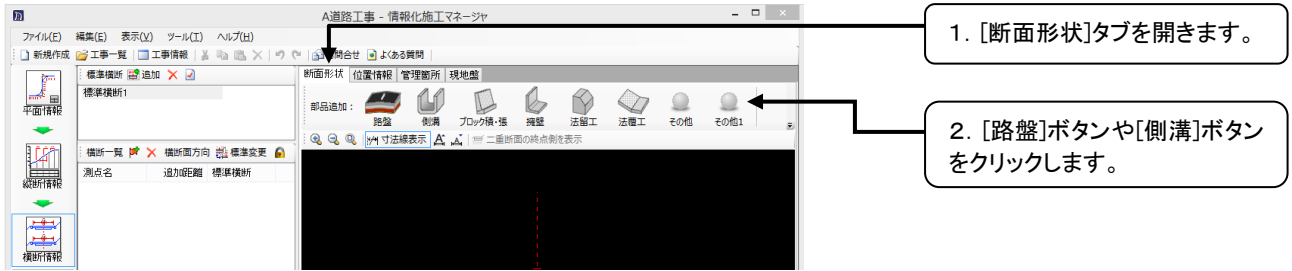 A道路工事 - 情報化施工マネージャ
ファイル(F) 編集(E) 表示(V) ツール(T) ヘルプ(H)
新規作成 工事一覧 工事情報 問合せ よくある質問
標準横断 追加
標準横断1
横断一覧 横断面方向 標準変更
測点名 追加距離 標準横断
平面情報
縦断情報
横断情報
断面形状 位置情報 管理箇所 現地盤
部品追加：
路盤 側溝 ブロック積・張 擁壁 法留工 法覆工 その他 その他1
寸法線表示 二重断面の終点側を表示
１．[断面形状]タブを開きます。
２．[路盤]ボタンや[側溝]ボタン
をクリックします。